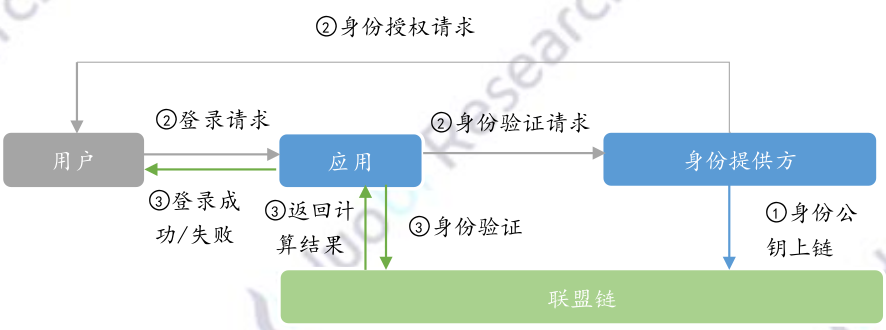 ②身份授权请求
②登录请求
②身份验证请求
用户
应用
身份提供方
③登录成
功/失败
③返回计
算结果
③身份验证
①身份公
钥上链
联盟链
Research